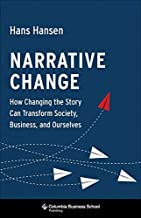 Hans Hansen
NARRATIVE
CHANGE
How Changing the Story
Can Transform Society,
Business, and Ourselves
Columbia Business School
Publishing